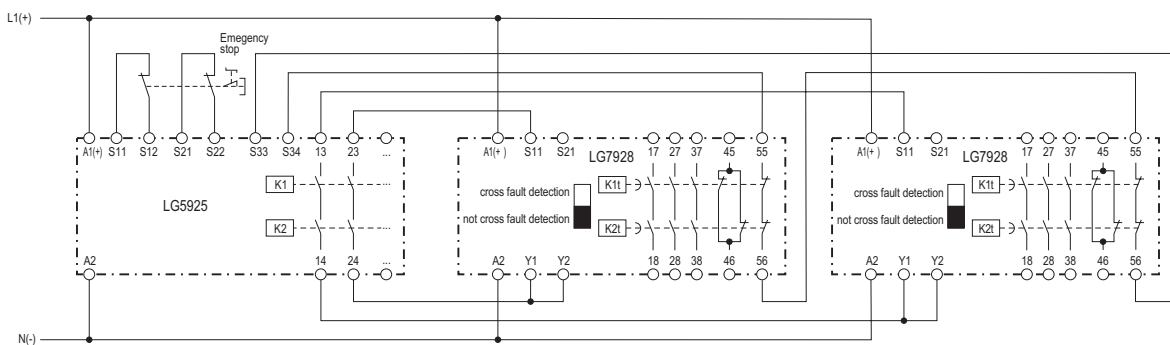 L1(+)
Emegency
stop
A1(+) S11 S12 S21 S22 S33 S34 13 23 ...
A1(+ ) S11 S21 17 27 37 45 55
A1(+ ) S11 S21 17 27 37 45 55
LG7928
LG7928
K1 ...
cross fault detection K1t
cross fault detection K1t
LG5925
not cross fault detection K2t
not cross fault detection K2t
K2 ...
A2 14 24 ...
A2 Y1 Y2 18 28 38 46 56
A2 Y1 Y2 18 28 38 46 56
N(-)